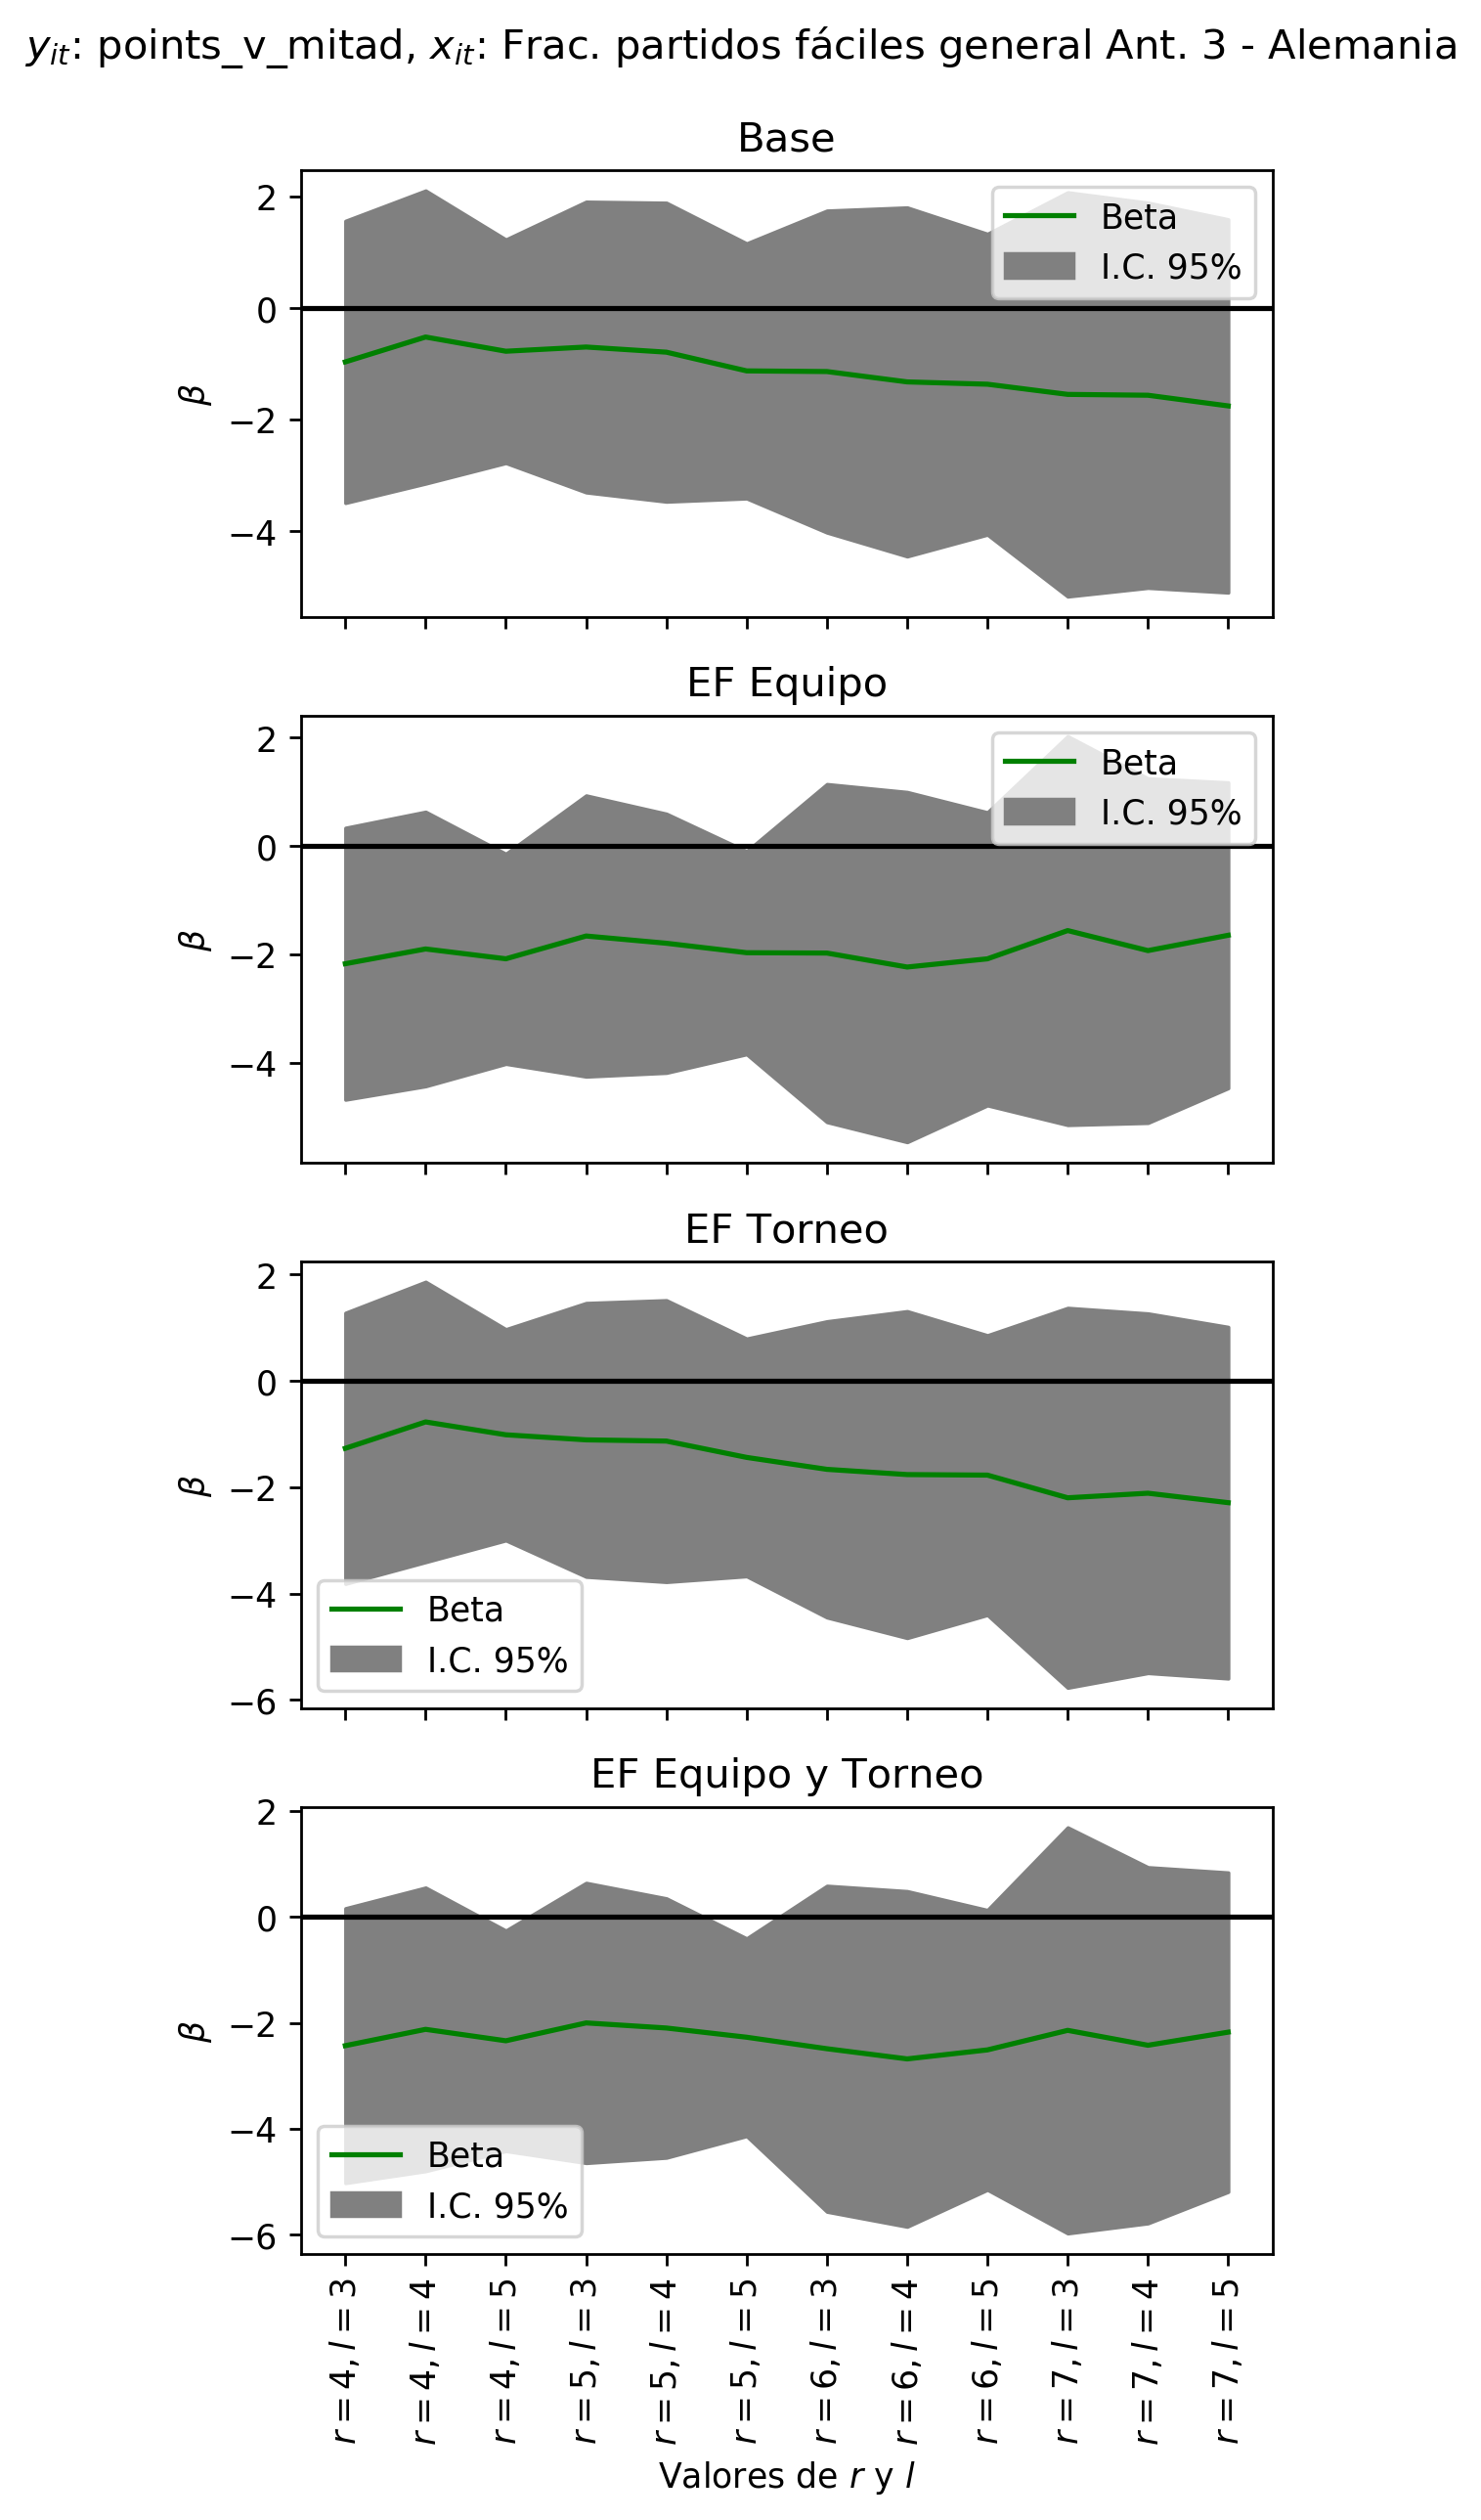 y_it: points_v_mitad, x_it: Frac. partidos fáciles general Ant. 3 - Alemania
Base
2
0
−2
−4
β
Beta
I.C. 95%
EF Equipo
2
0
−2
−4
β
Beta
I.C. 95%
EF Torneo
2
0
−2
−4
−6
β
Beta
I.C. 95%
EF Equipo y Torneo
2
0
−2
−4
−6
β
Beta
I.C. 95%
r = 4, l = 3
r = 4, l = 4
r = 4, l = 5
r = 5, l = 3
r = 5, l = 4
r = 5, l = 5
r = 6, l = 3
r = 6, l = 4
r = 6, l = 5
r = 7, l = 3
r = 7, l = 4
r = 7, l = 5
Valores de r y l